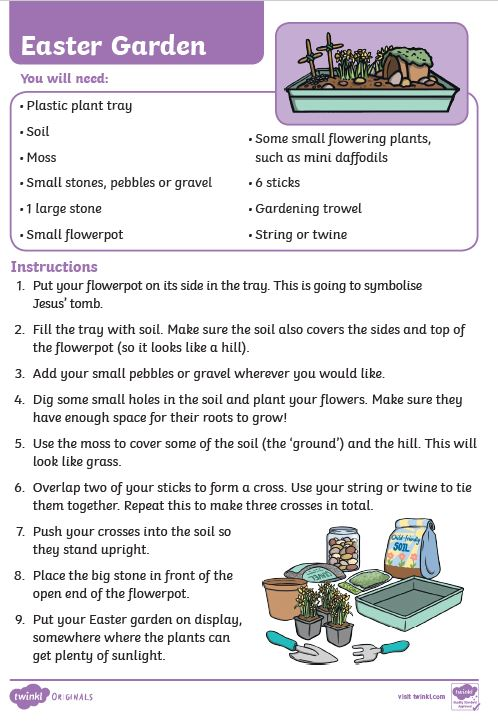 Easter Garden
You will need:
• Plastic plant tray
• Soil
• Moss
• Small stones, pebbles or gravel
• 1 large stone
• Small flowerpot
• Some small flowering plants,
such as mini daffodils
• 6 sticks
• Gardening trowel
• String or twine
Instructions
1. Put your flowerpot on its side in the tray. This is going to symbolise
Jesus’ tomb.
2. Fill the tray with soil. Make sure the soil also covers the sides and top of
the flowerpot (so it looks like a hill).
3. Add your small pebbles or gravel wherever you would like.
4. Dig some small holes in the soil and plant your flowers. Make sure they
have enough space for their roots to grow!
5. Use the moss to cover some of the soil (the ‘ground’) and the hill. This will
look like grass.
6. Overlap two of your sticks to form a cross. Use your string or twine to tie
them together. Repeat this to make three crosses in total.
7. Push your crosses into the soil so
they stand upright.
8. Place the big stone in front of the
open end of the flowerpot.
9. Put your Easter garden on display,
somewhere where the plants can
get plenty of sunlight.
Child-friendly
SOIL
twinkl ORIGINALS
visit twinkl.com
twinkl
Quality Standard
Approved